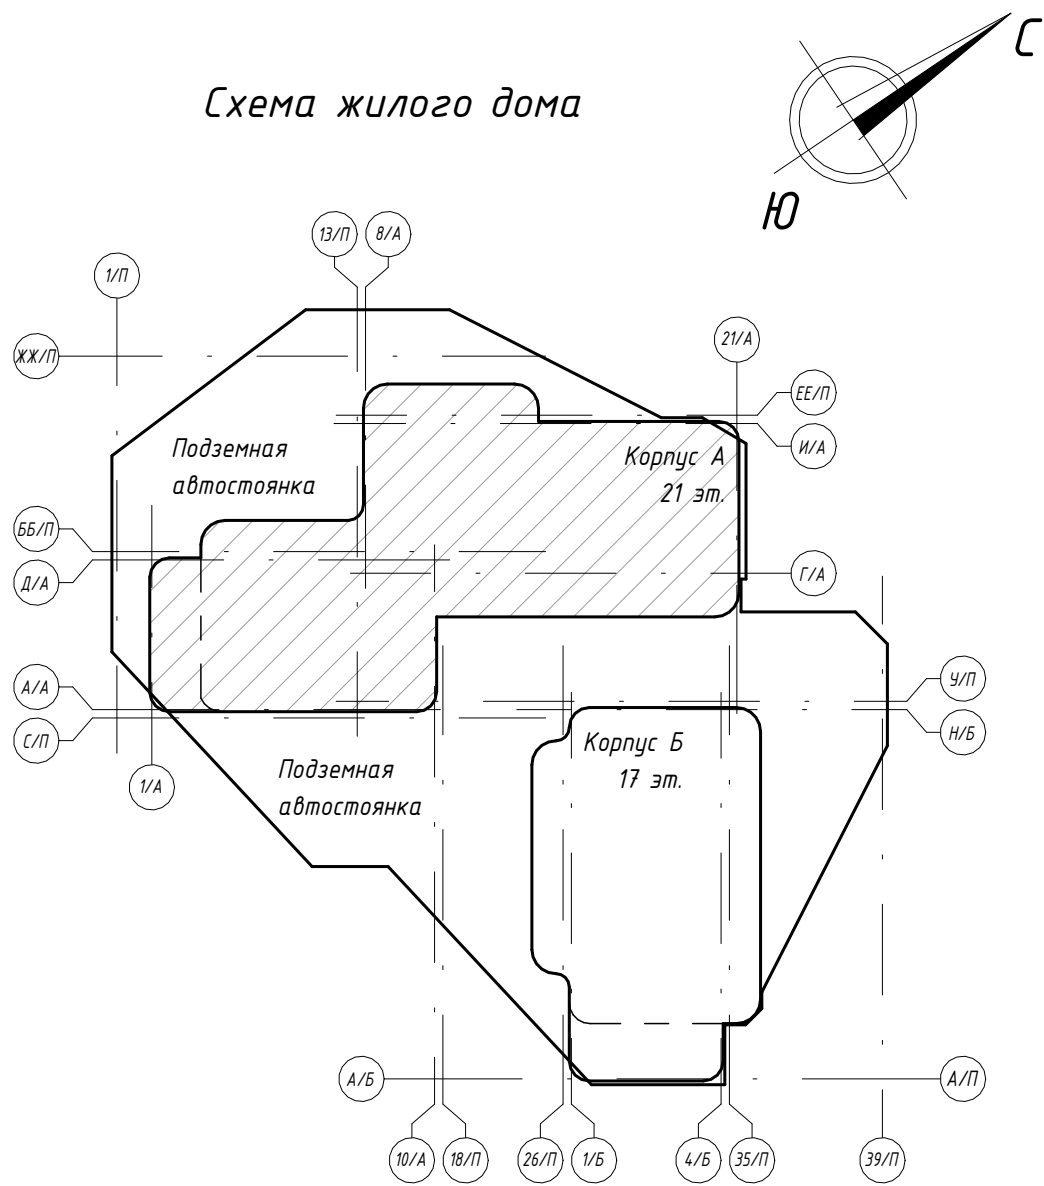 С
Схема жилого дома
Ю
13/П
8/А
1/П
21/А
ЖЖ/П
ЕЕ/П
И/А
Подземная
автостоянка
Корпус А
21 эт.
ББ/П
Д/А
Г/А
А/А
У/П
С/П
Н/Б
Корпус Б
17 эт.
1/А
Подземная
автостоянка
А/Б
А/П
10/А
18/П
26/П
1/Б
4/Б
35/П
39/П